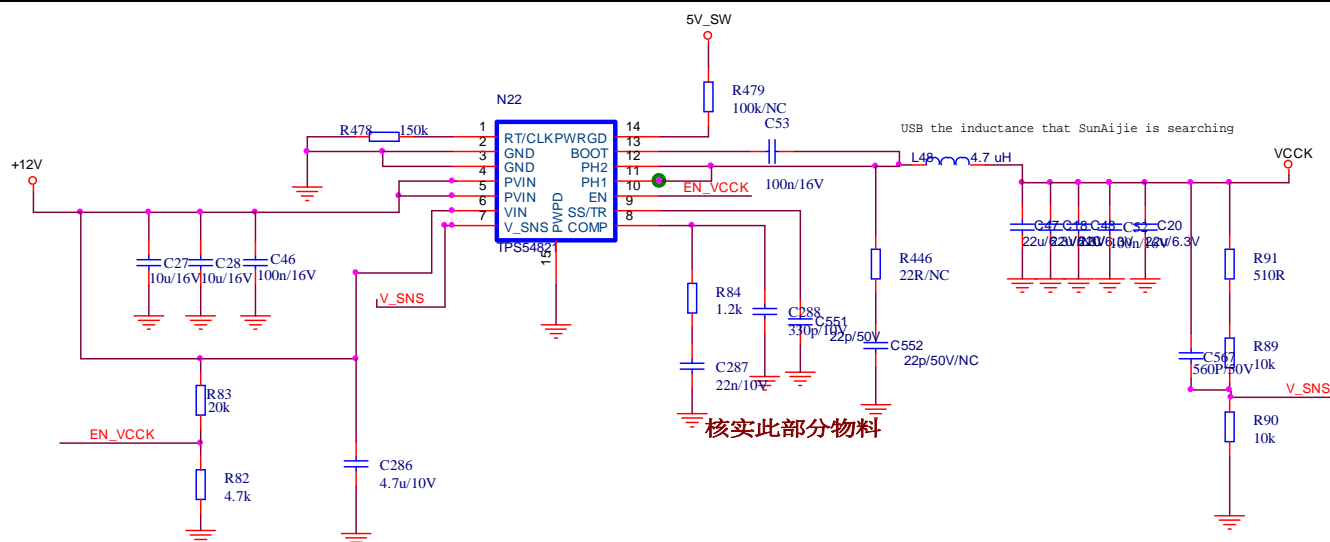 5V_SW
R479
100k/NC
N22
C53
100n/16V
R478 150k
1 RT/CLK PWRGD 14
2 GND BOOT 13
3 GND PH2 12
4 PVIN PH1 11
5 PVIN EN 10
6 VIN SS/TR 9
7 V_SNS COMP 8
PWPD
15
TPS54821
EN_VCCK
USB the inductance that SunAijie is searching
L48 4.7 uH
VCCK
+12V
C27
10u/16V
C28
10u/16V
C46
100n/16V
V_SNS
R84
1.2k
C287
22n/10V
C288
330p/10V
C551
22p/50V
R446
22R/NC
C552
22p/50V/NC
C47
C18
C48
C52
100n/16V
C20
22u/6.3V
R91
510R
R89
10k
C567
560P/50V
V_SNS
R90
10k
R83
20k
EN_VCCK
R82
4.7k
C286
4.7u/10V
核实此部分物料